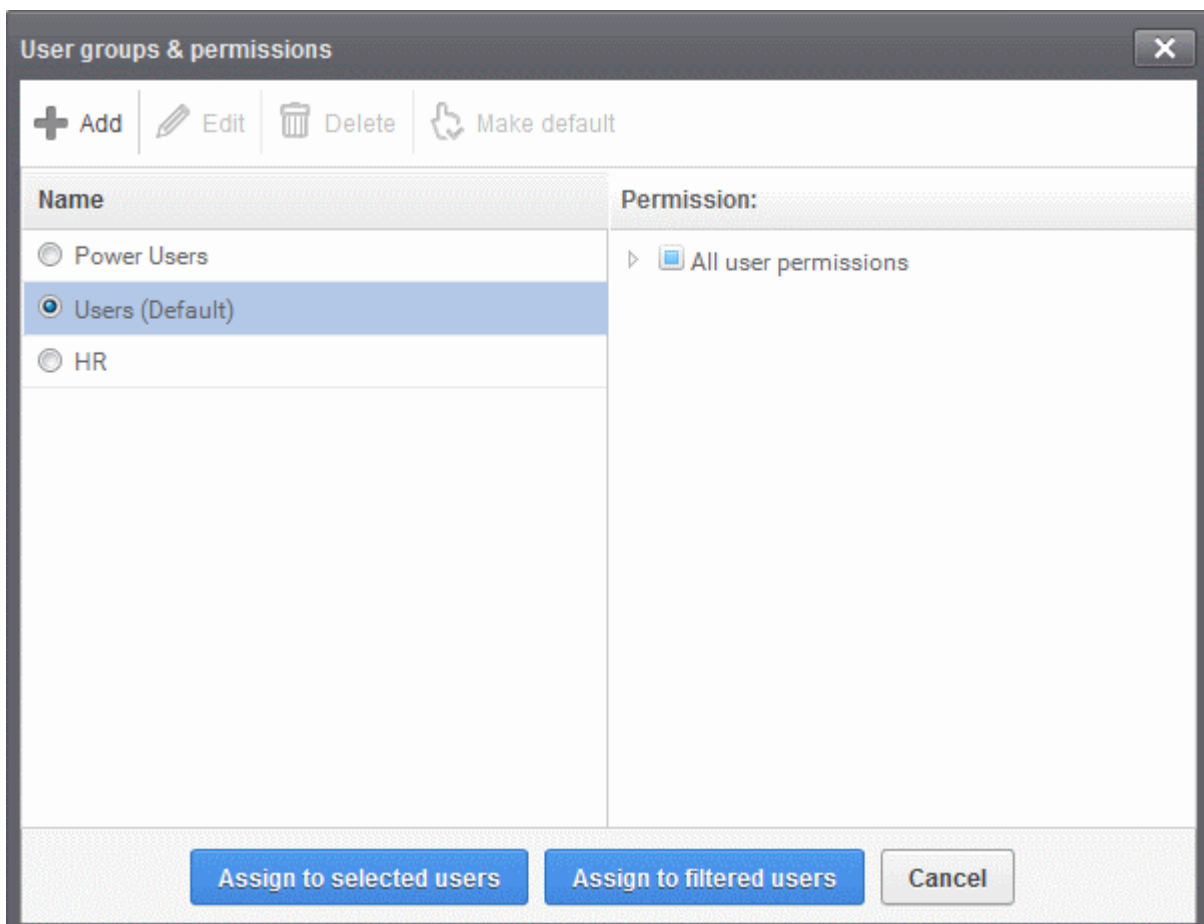 User groups & permissions
Add Edit Delete Make default
Name Permission:
Power Users All user permissions
Users (Default)
HR
Assign to selected users Assign to filtered users Cancel